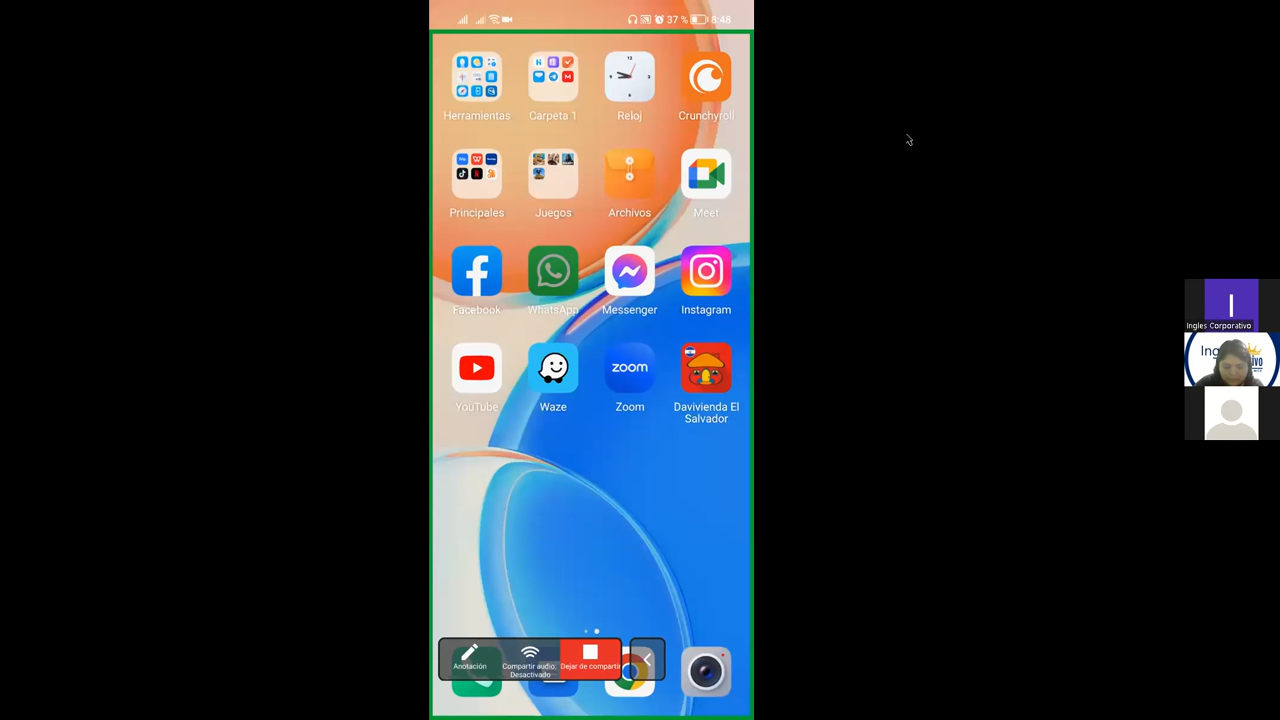 37 % 8:48
Herramientas Carpeta 1 Reloj Crunchyroll
Principales Juegos Archivos Meet
Facebook WhatsApp Messenger Instagram
zoom
YouTube Waze Zoom Davivienda El
Salvador
Anotación Compartir audio: Dejar de compartir
Desactivado
I
Ingles Corporativo